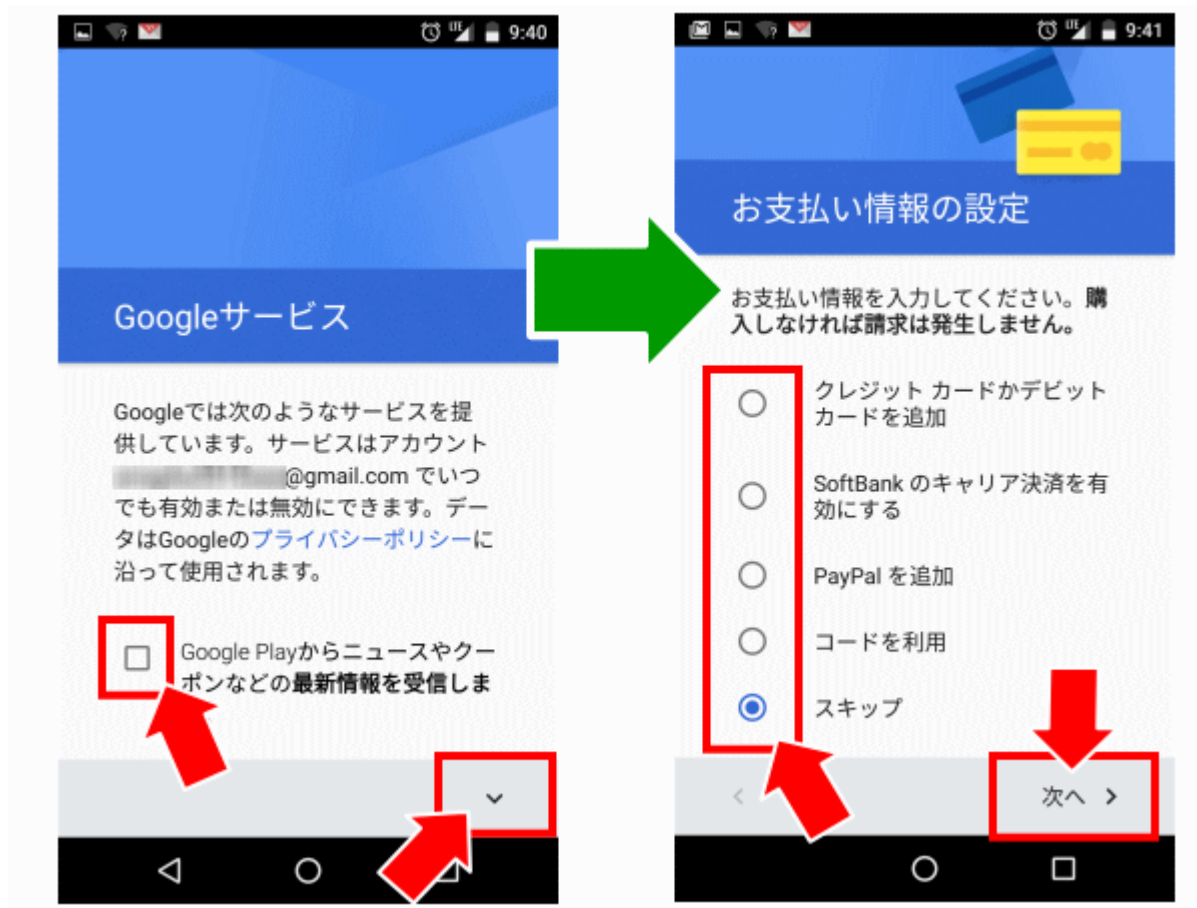 9:40
Googleサービス
Googleでは次のようなサービスを提
供しています。サービスはアカウント
@gmail.com でいつ
でも有効または無効にできます。デー
タはGoogleのプライバシーポリシーに
沿って使用されます。
Google Playからニュースやクー
ポンなどの最新情報を受信しま
LTE
9:41
お支払い情報の設定
お支払い情報を入力してください。購
入しなければ請求は発生しません。
クレジット カードかデビット
カードを追加
SoftBank のキャリア決済を有
効にする
PayPal を追加
コードを利用
スキップ
次へ